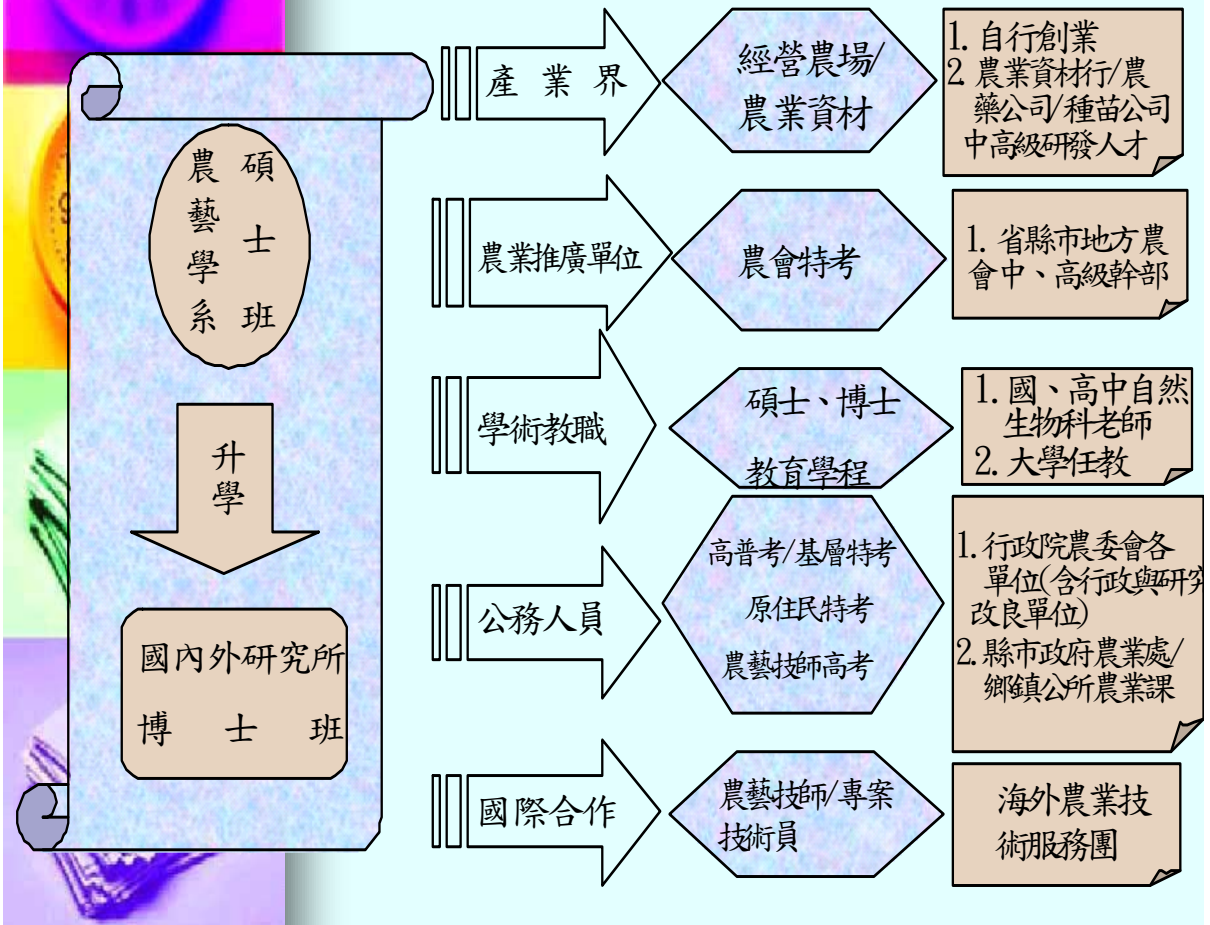 農藝學系
碩士班
升學
國內外研究所
博士班
產業界
經營農場/
農業資材
1. 自行創業
2 農業資材行/農
藥公司/種苗公司
中高級研發人才
農業推廣單位
農會特考
1. 省縣市地方農
會中、高級幹部
學術教職
碩士、博士
教育學程
1. 國、高中自然
生物科老師
2. 大學任教
公務人員
高普考/基層特考
原住民特考
農藝技師高考
1. 行政院農委會各
單位(含行政與研究
改良單位)
2. 縣市政府農業處/
鄉鎮公所農業課
國際合作
農藝技師/專案
技術員
海外農業技
術服務團